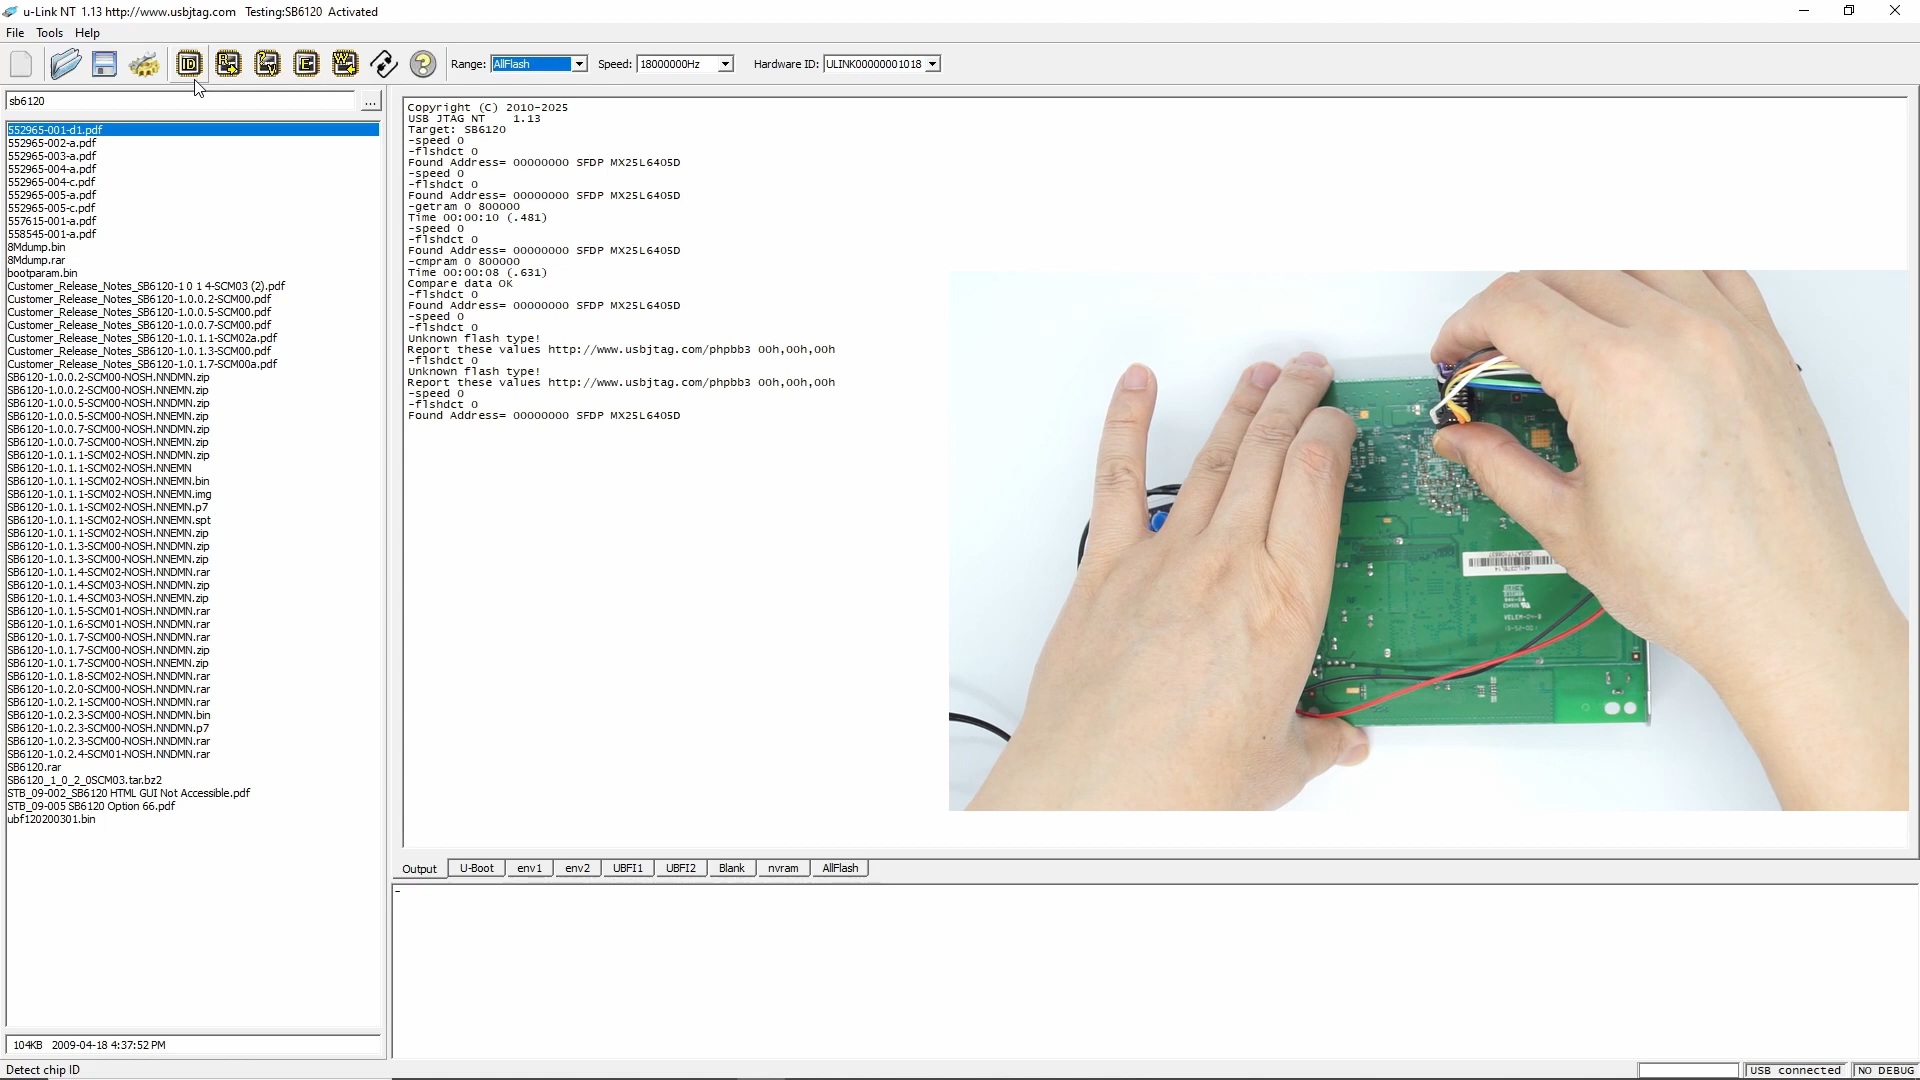 u-Link NT 1.13 http://www.usbjtag.com Testing:SB6120 Activated
File Tools Help
ID
R
?
V
E
W
?
Range: AllFlash Speed: 18000000Hz Hardware ID: ULINK00000001018
sb6120
...
552965-001-d1.pdf
552965-002-a.pdf
552965-003-a.pdf
552965-004-a.pdf
552965-004-c.pdf
552965-005-a.pdf
552965-005-c.pdf
557615-001-a.pdf
558545-001-a.pdf
8Mdump.bin
8Mdump.rar
bootparam.bin
Customer_Release_Notes_SB6120-1 0 1 4-SCM03 (2).pdf
Customer_Release_Notes_SB6120-1.0.0.2-SCM00.pdf
Customer_Release_Notes_SB6120-1.0.0.5-SCM00.pdf
Customer_Release_Notes_SB6120-1.0.0.7-SCM00.pdf
Customer_Release_Notes_SB6120-1.0.1.1-SCM02a.pdf
Customer_Release_Notes_SB6120-1.0.1.3-SCM00.pdf
Customer_Release_Notes_SB6120-1.0.1.7-SCM00a.pdf
SB6120-1.0.0.2-SCM00-NOSH.NNDMN.zip
SB6120-1.0.0.2-SCM00-NOSH.NNEMN.zip
SB6120-1.0.0.5-SCM00-NOSH.NNDMN.zip
SB6120-1.0.0.5-SCM00-NOSH.NNEMN.zip
SB6120-1.0.0.7-SCM00-NOSH.NNDMN.zip
SB6120-1.0.0.7-SCM00-NOSH.NNEMN.zip
SB6120-1.0.1.1-SCM02-NOSH.NNDMN.zip
SB6120-1.0.1.1-SCM02-NOSH.NNEMN
SB6120-1.0.1.1-SCM02-NOSH.NNEMN.bin
SB6120-1.0.1.1-SCM02-NOSH.NNEMN.img
SB6120-1.0.1.1-SCM02-NOSH.NNEMN.p7
SB6120-1.0.1.1-SCM02-NOSH.NNEMN.spt
SB6120-1.0.1.1-SCM02-NOSH.NNEMN.zip
SB6120-1.0.1.3-SCM00-NOSH.NNDMN.zip
SB6120-1.0.1.3-SCM00-NOSH.NNEMN.zip
SB6120-1.0.1.4-SCM02-NOSH.NNDMN.rar
SB6120-1.0.1.4-SCM03-NOSH.NNDMN.zip
SB6120-1.0.1.4-SCM03-NOSH.NNEMN.zip
SB6120-1.0.1.5-SCM01-NOSH.NNDMN.rar
SB6120-1.0.1.6-SCM01-NOSH.NNDMN.rar
SB6120-1.0.1.7-SCM00-NOSH.NNDMN.rar
SB6120-1.0.1.7-SCM00-NOSH.NNDMN.zip
SB6120-1.0.1.7-SCM00-NOSH.NNEMN.zip
SB6120-1.0.1.8-SCM02-NOSH.NNDMN.rar
SB6120-1.0.2.0-SCM00-NOSH.NNDMN.rar
SB6120-1.0.2.1-SCM00-NOSH.NNDMN.rar
SB6120-1.0.2.3-SCM00-NOSH.NNDMN.bin
SB6120-1.0.2.3-SCM00-NOSH.NNDMN.p7
SB6120-1.0.2.3-SCM00-NOSH.NNDMN.rar
SB6120-1.0.2.4-SCM01-NOSH.NNDMN.rar
SB6120.rar
SB6120_1_0_2_0SCM03.tar.bz2
STB_09-002_SB6120 HTML GUI Not Accessible.pdf
STB_09-005 SB6120 Option 66.pdf
ubf120200301.bin
104KB 2009-04-18 4:37:52 PM
Detect chip ID
Copyright (C) 2010-2025
USB JTAG NT 1.13
Target: SB6120
-speed 0
-flshdct 0
Found Address= 00000000 SFDP MX25L6405D
-speed 0
-flshdct 0
Found Address= 00000000 SFDP MX25L6405D
-getram 0 800000
Time 00:00:10 (.481)
-speed 0
-flshdct 0
Found Address= 00000000 SFDP MX25L6405D
-cmpram 0 800000
Time 00:00:08 (.631)
Compare data OK
-flshdct 0
Found Address= 00000000 SFDP MX25L6405D
-speed 0
-flshdct 0
Unknown flash type!
Report these values http://www.usbjtag.com/phpbb3 00h,00h,00h
-flshdct 0
Unknown flash type!
Report these values http://www.usbjtag.com/phpbb3 00h,00h,00h
-speed 0
-flshdct 0
Found Address= 00000000 SFDP MX25L6405D
Output U-Boot env1 env2 UBFI1 UBFI2 Blank nvram AllFlash
-
USB connected NO DEBUG